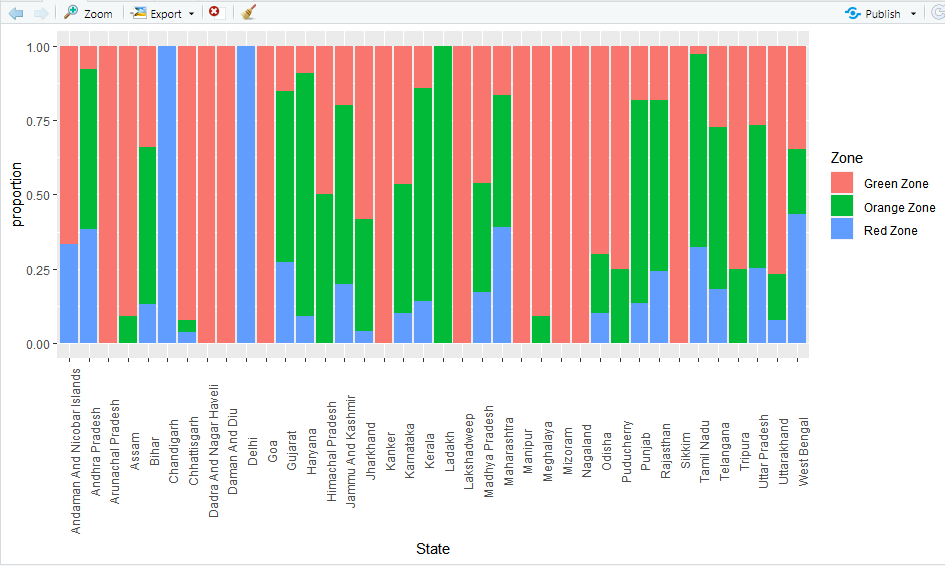 Zoom Export Publish
1.00
0.75
0.50
0.25
0.00
proportion
Andaman And Nicobar Islands
Andhra Pradesh
Arunachal Pradesh
Assam
Bihar
Chandigarh
Chhattisgarh
Dadra And Nagar Haveli
Daman And Diu
Delhi
Goa
Gujarat
Haryana
Himachal Pradesh
Jammu And Kashmir
Jharkhand
Kanker
Karnataka
Kerala
Ladakh
Lakshadweep
Madhya Pradesh
Maharashtra
Manipur
Meghalaya
Mizoram
Nagaland
Odisha
Puducherry
Punjab
Rajasthan
Sikkim
Tamil Nadu
Telangana
Tripura
Uttar Pradesh
Uttarakhand
West Bengal
State
Zone
Green Zone
Orange Zone
Red Zone